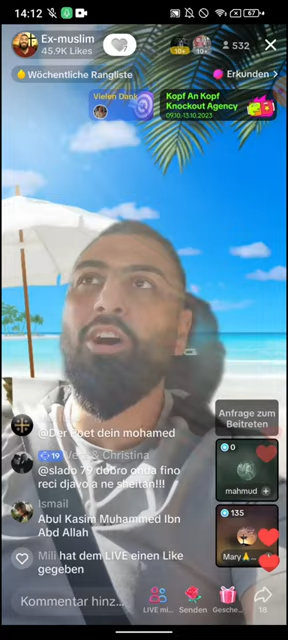 14:12
67
Ex-muslim
45.9K Likes
10+
10+
532
Wöchentliche Rangliste
Erkunden
Vielen Dank
Kopf An Kopf
Knockout Agency
09.10-13.10.2023
Anfrage zum
Beitreten
@Der Poet dein mohamed
0
19
& Christina
@slado 79 dobro onda fino
reci djavo a ne sheitan!!!
mahmud
Ismail
Abul Kasim Muhammed Ibn
Abd Allah
135
Mary
Mili hat dem LIVE einen Like
gegeben
Kommentar hinz...
LIVE mi...
Senden
Gesche...
18